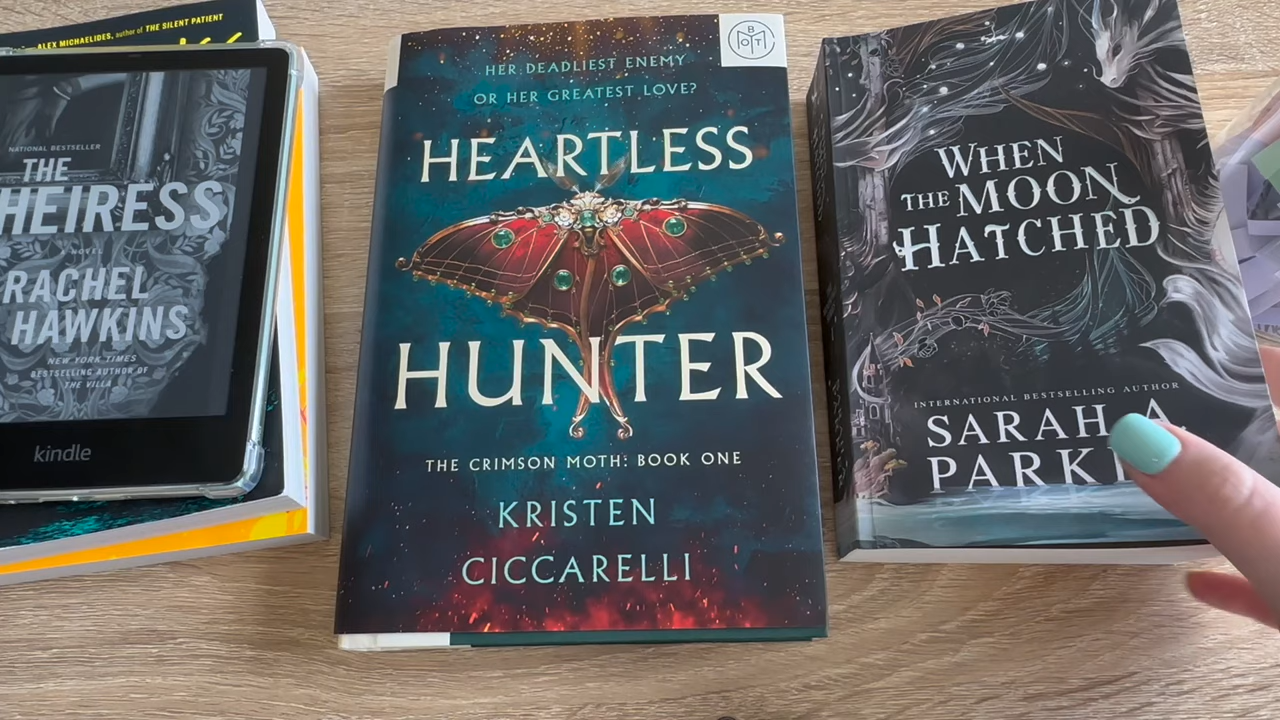 ALEX MICHAELIDES, author of THE SILENT PATIENT
NATIONAL BESTSELLER
THE
HEIRESS
A NOVEL
RACHEL
HAWKINS
NEW YORK TIMES
BESTSELLING AUTHOR OF
THE VILLA
kindle
BOTM
HER DEADLIEST ENEMY
OR HER GREATEST LOVE?
HEARTLESS
HUNTER
THE CRIMSON MOTH: BOOK ONE
KRISTEN
CICCARELLI
WHEN
THE MOON
HATCHED
INTERNATIONAL BESTSELLING AUTHOR
SARAH A.
PARK